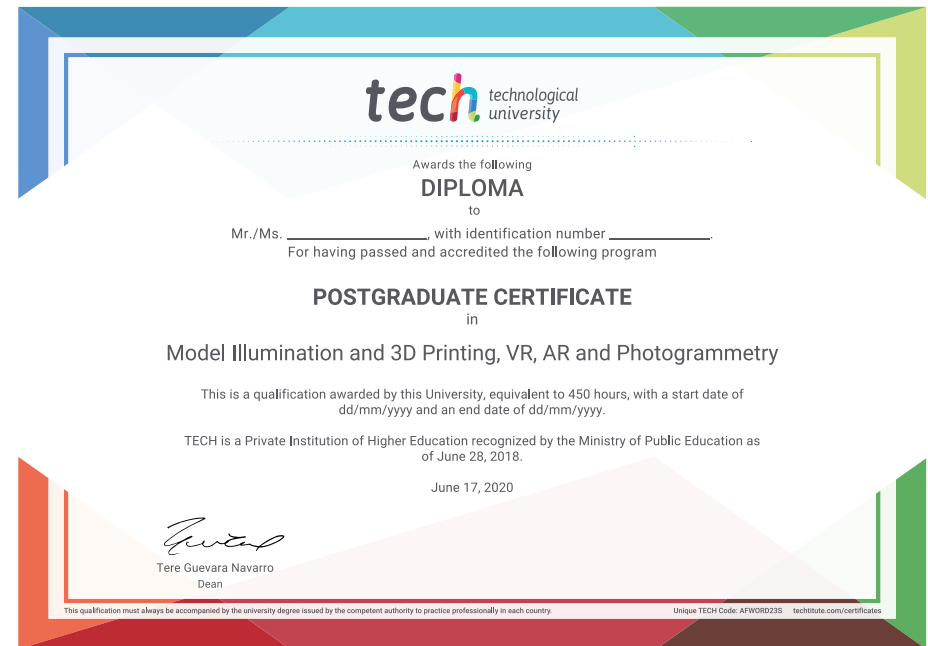 tech technological
university
Awards the following
DIPLOMA
to
Mr./Ms. ____________________, with identification number ______________.
For having passed and accredited the following program
POSTGRADUATE CERTIFICATE
in
Model Illumination and 3D Printing, VR, AR and Photogrammetry
This is a qualification awarded by this University, equivalent to 450 hours, with a start date of
dd/mm/yyyy and an end date of dd/mm/yyyy.
TECH is a Private Institution of Higher Education recognized by the Ministry of Public Education as
of June 28, 2018.
June 17, 2020
Tere Guevara Navarro
Dean
This qualification must always be accompanied by the university degree issued by the competent authority to practice professionally in each country.
Unique TECH Code: AFWORD23S techtitute.com/certificates